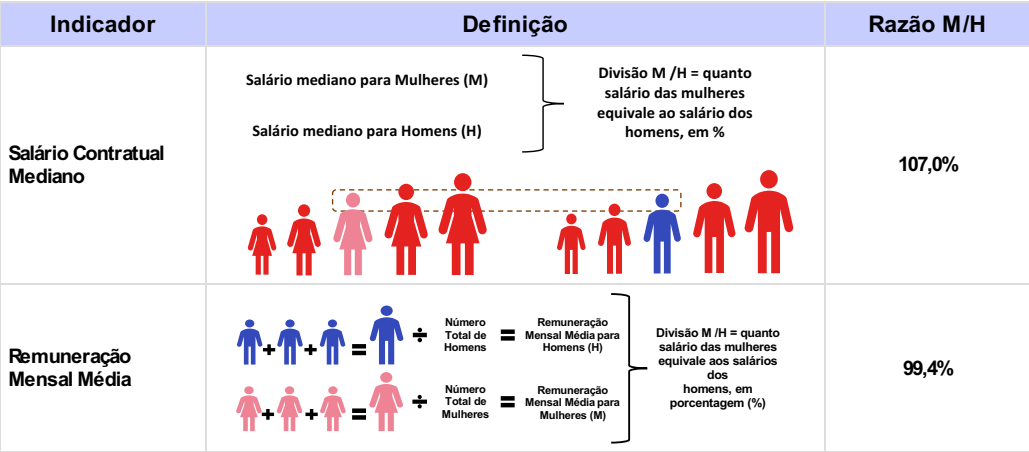 Indicador
Definição
Razão M/H
Salário Contratual
Mediano
Salário mediano para Mulheres (M)
Salário mediano para Homens (H)
Divisão M /H = quanto
salário das mulheres
equivale ao salário dos
homens, em %
107,0%
Remuneração
Mensal Média
+ + = ÷
Número
Total de
Homens
=
Remuneração
Mensal Média para
Homens (H)
+ + = ÷
Número
Total de
Mulheres
=
Remuneração
Mensal Média para
Mulheres (M)
Divisão M /H = quanto
salário das mulheres
equivale aos salários
dos
homens, em
porcentagem (%)
99,4%